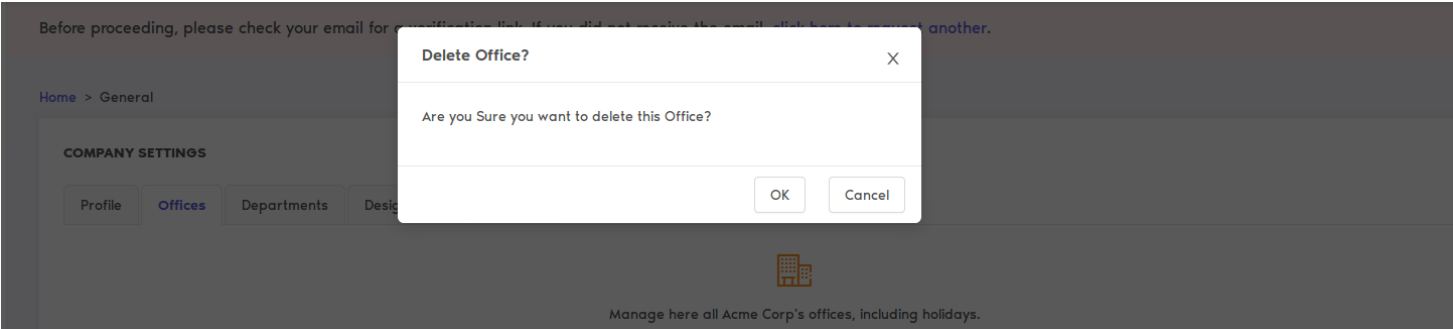 Before proceeding, please check your email for a verification link. If you did not receive the email, click here to request another.
Delete Office?
X
Home > General
Are you Sure you want to delete this Office?
COMPANY SETTINGS
OK Cancel
Profile Offices Departments
Manage here all Acme Corp's offices, including holidays.